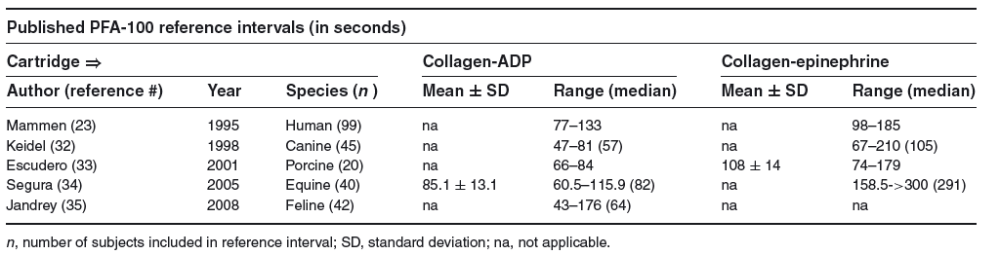 Published PFA-100 reference intervals (in seconds)
Cartridge ⇒ Collagen-ADP Collagen-epinephrine
Author (reference #) Year Species (n ) Mean ± SD Range (median) Mean ± SD Range (median)
Mammen (23) 1995 Human (99) na 77–133 na 98–185
Keidel (32) 1998 Canine (45) na 47–81 (57) na 67–210 (105)
Escudero (33) 2001 Porcine (20) na 66–84 108 ± 14 74–179
Segura (34) 2005 Equine (40) 85.1 ± 13.1 60.5–115.9 (82) na 158.5->300 (291)
Jandrey (35) 2008 Feline (42) na 43–176 (64) na na
n, number of subjects included in reference interval; SD, standard deviation; na, not applicable.